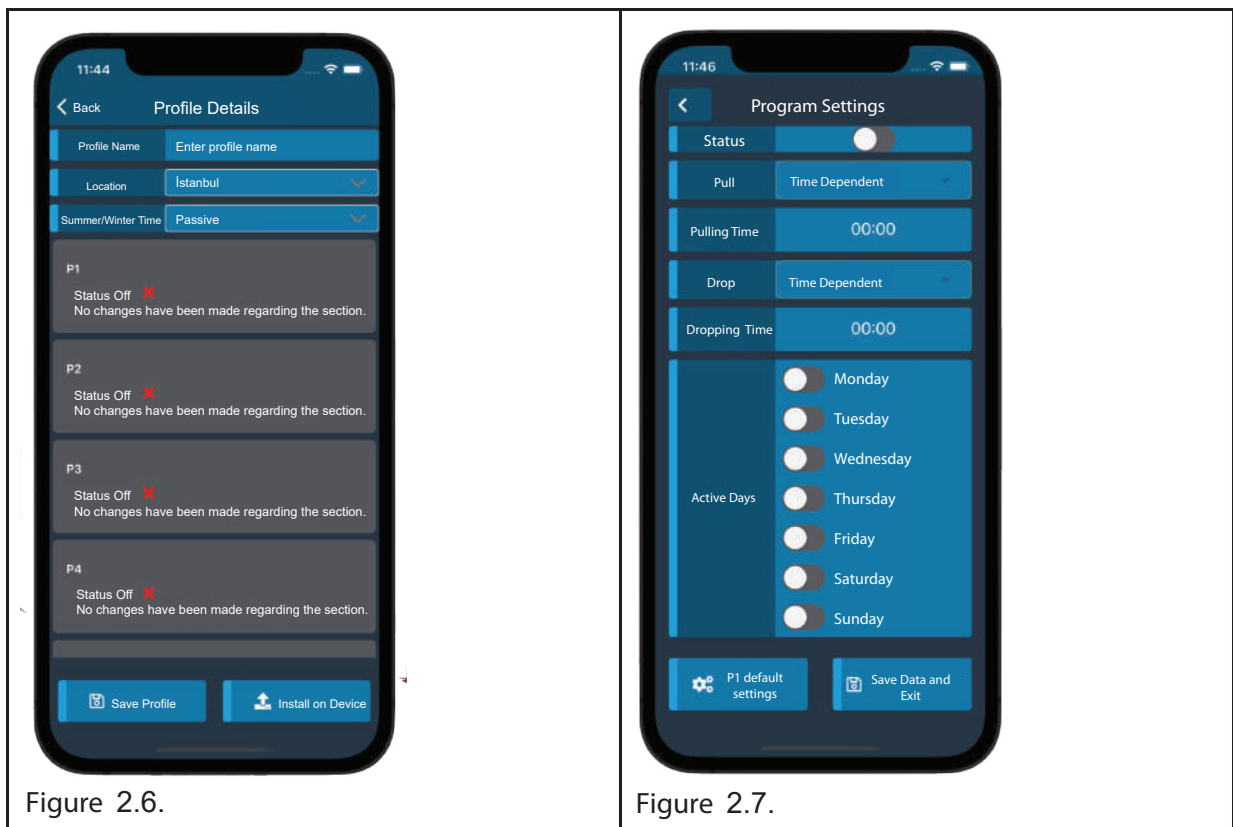 11:44
Back Profile Details
Profile Name Enter profile name
Location İstanbul
Summer/Winter Time Passive
P1
Status Off
No changes have been made regarding the section.
P2
Status Off
No changes have been made regarding the section.
P3
Status Off
No changes have been made regarding the section.
P4
Status Off
No changes have been made regarding the section.
Save Profile Install on Device
Figure 2.6.
11:46
Program Settings
Status
Pull Time Dependent
Pulling Time 00:00
Drop Time Dependent
Dropping Time 00:00
Active Days
Monday
Tuesday
Wednesday
Thursday
Friday
Saturday
Sunday
P1 default
settings
Save Data and
Exit
Figure 2.7.